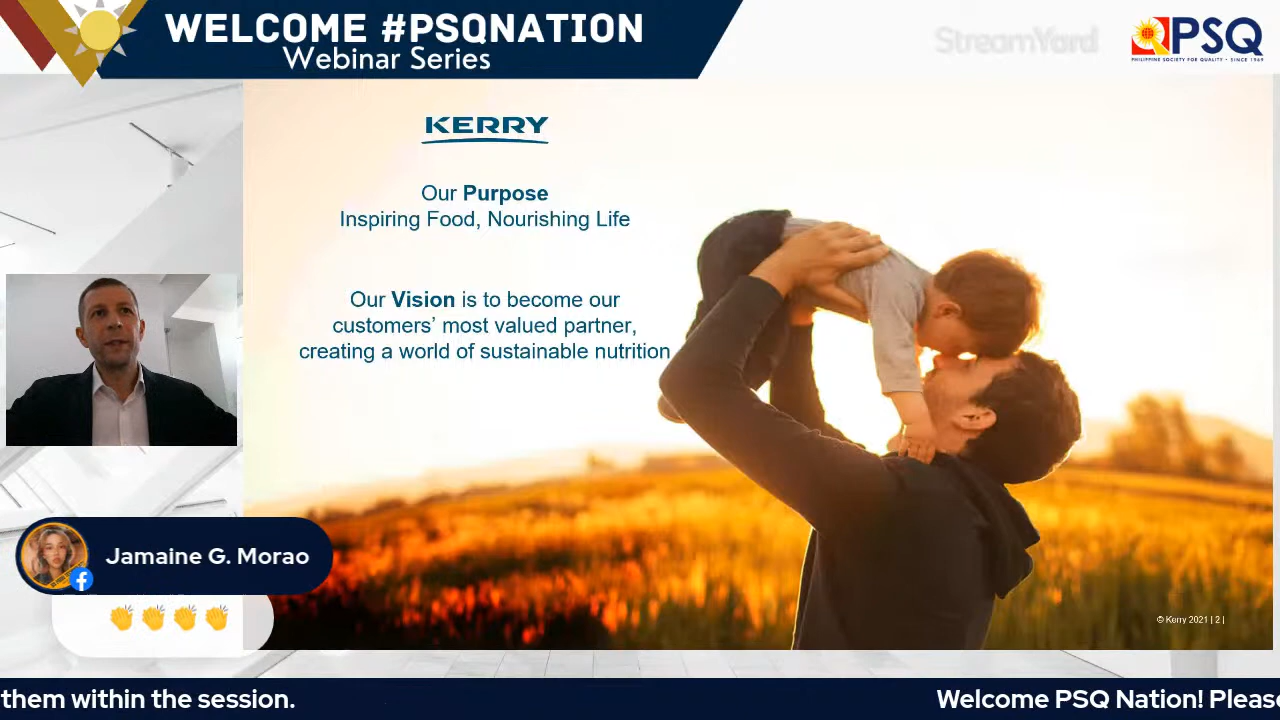 WELCOME #PSQNATION
Webinar Series
StreamYard
PSQ
PHILIPPINE SOCIETY FOR QUALITY • SINCE 1969
KERRY
Our Purpose
Inspiring Food, Nourishing Life
Our Vision is to become our
customers' most valued partner,
creating a world of sustainable nutrition
Jamaine G. Morao
👏 👏 👏 👏
© Kerry 2021 | 2 |
them within the session.
Welcome PSQ Nation! Please